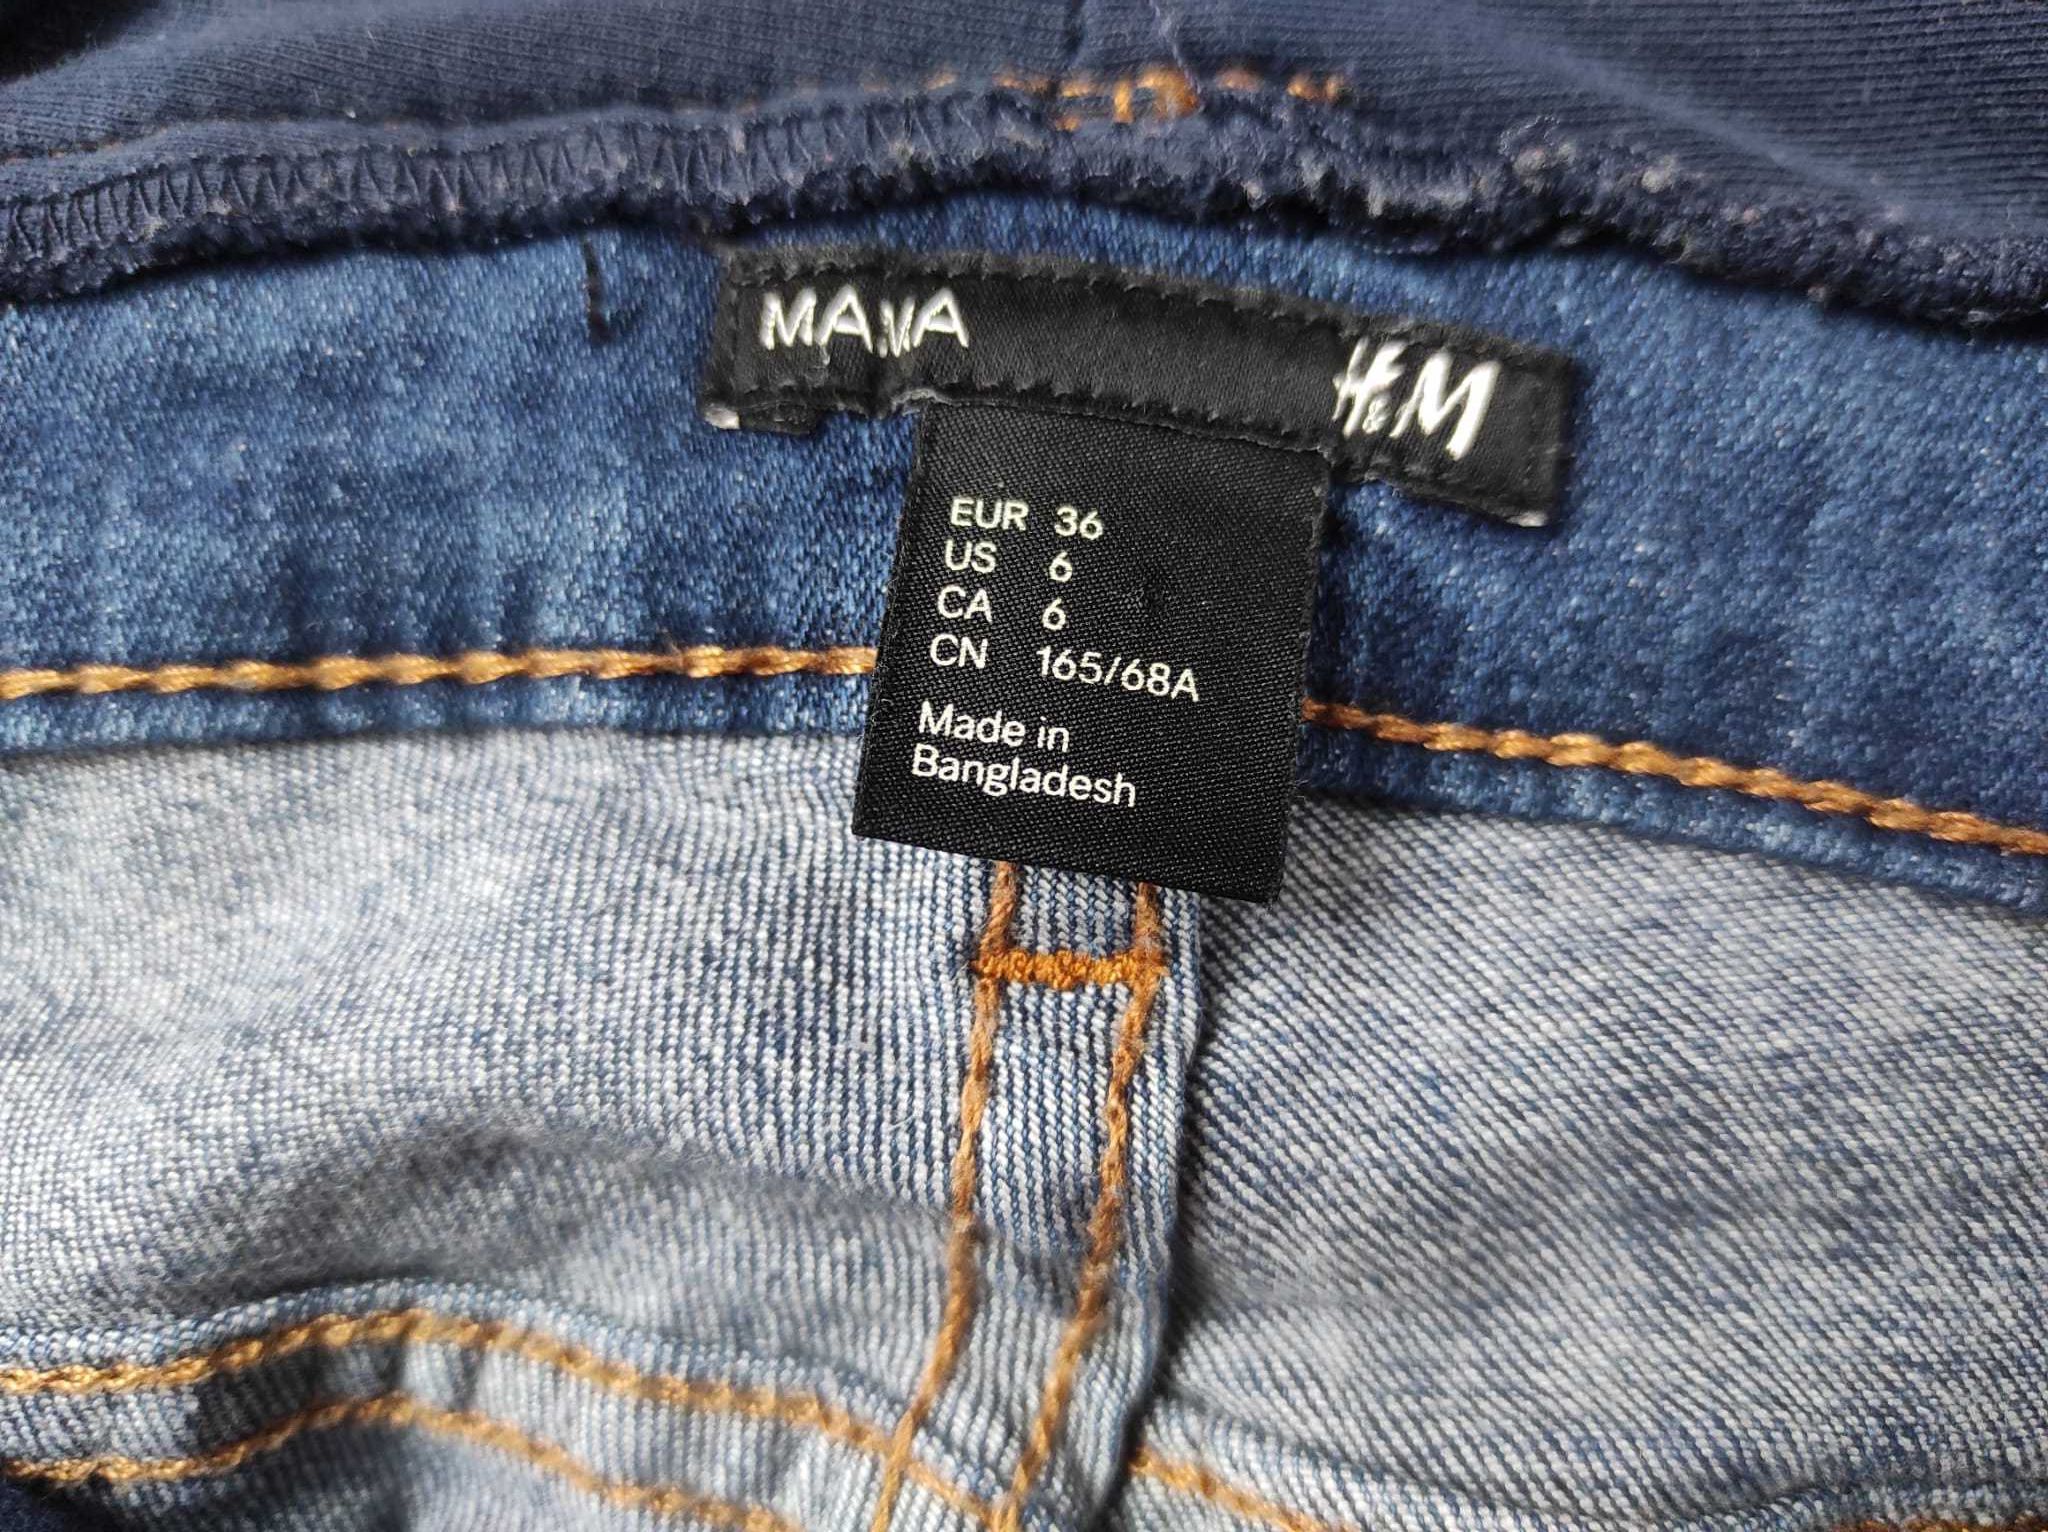 MAMA H&M
EUR 36
US 6
CA 6
CN 165/68A
Made in
Bangladesh